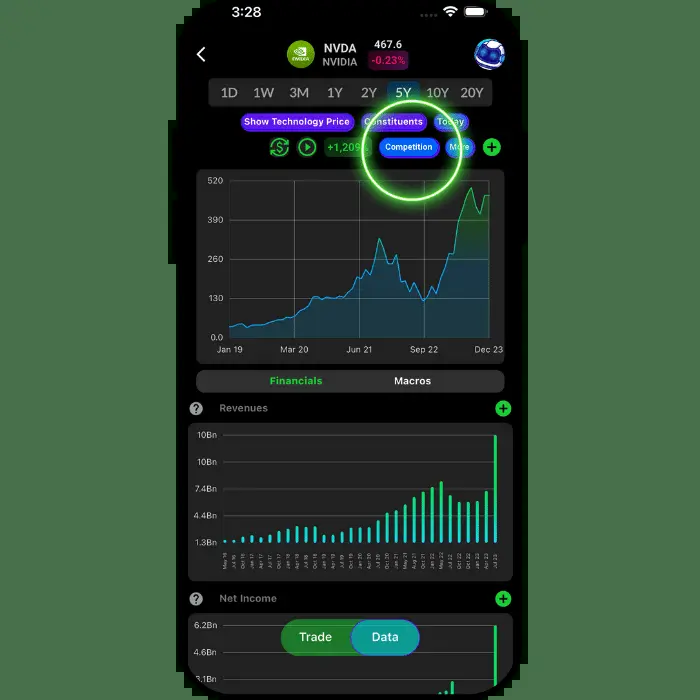 3:28
NVDA 467.6
NVIDIA -0.23%
1D 1W 3M 1Y 2Y 5Y 10Y 20Y
Show Technology Price Constituents Today
+1,209% Competition More
520
390
260
130
0.0
Jan 19 Mar 20 Jun 21 Sep 22 Dec 23
Financials Macros
? Revenues
10Bn
10Bn
7.4Bn
4.4Bn
1.3Bn
? Net Income
6.2Bn
4.6Bn
3.1Bn
Trade Data